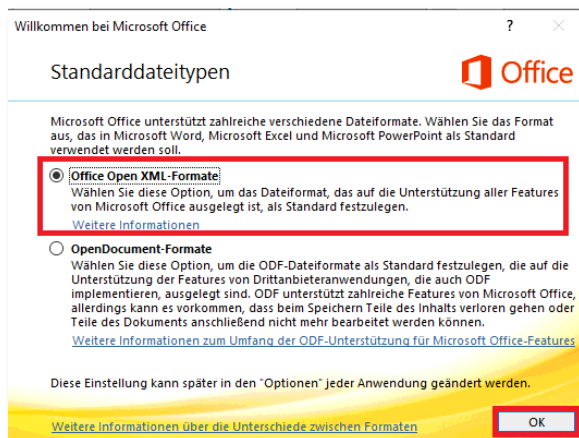 Willkommen bei Microsoft Office ? ×
Standarddateitypen
Office
Microsoft Office unterstützt zahlreiche verschiedene Dateiformate. Wählen Sie das Format
aus, das in Microsoft Word, Microsoft Excel und Microsoft PowerPoint als Standard
verwendet werden soll.
Office Open XML-Formate
Wählen Sie diese Option, um das Dateiformat, das auf die Unterstützung aller Features
von Microsoft Office ausgelegt ist, als Standard festzulegen.
Weitere Informationen
OpenDocument-Formate
Wählen Sie diese Option, um die ODF-Dateiformate als Standard festzulegen, die auf die
Unterstützung der Features von Drittanbieteranwendungen, die auch ODF
implementieren, ausgelegt sind. ODF unterstützt zahlreiche Features von Microsoft Office,
allerdings kann es vorkommen, dass beim Speichern Teile des Inhalts verloren gehen oder
Teile des Dokuments anschließend nicht mehr bearbeitet werden können.
Weitere Informationen zum Umfang der ODF-Unterstützung für Microsoft Office-Features
Diese Einstellung kann später in den "Optionen" jeder Anwendung geändert werden.
Weitere Informationen über die Unterschiede zwischen Formaten
OK